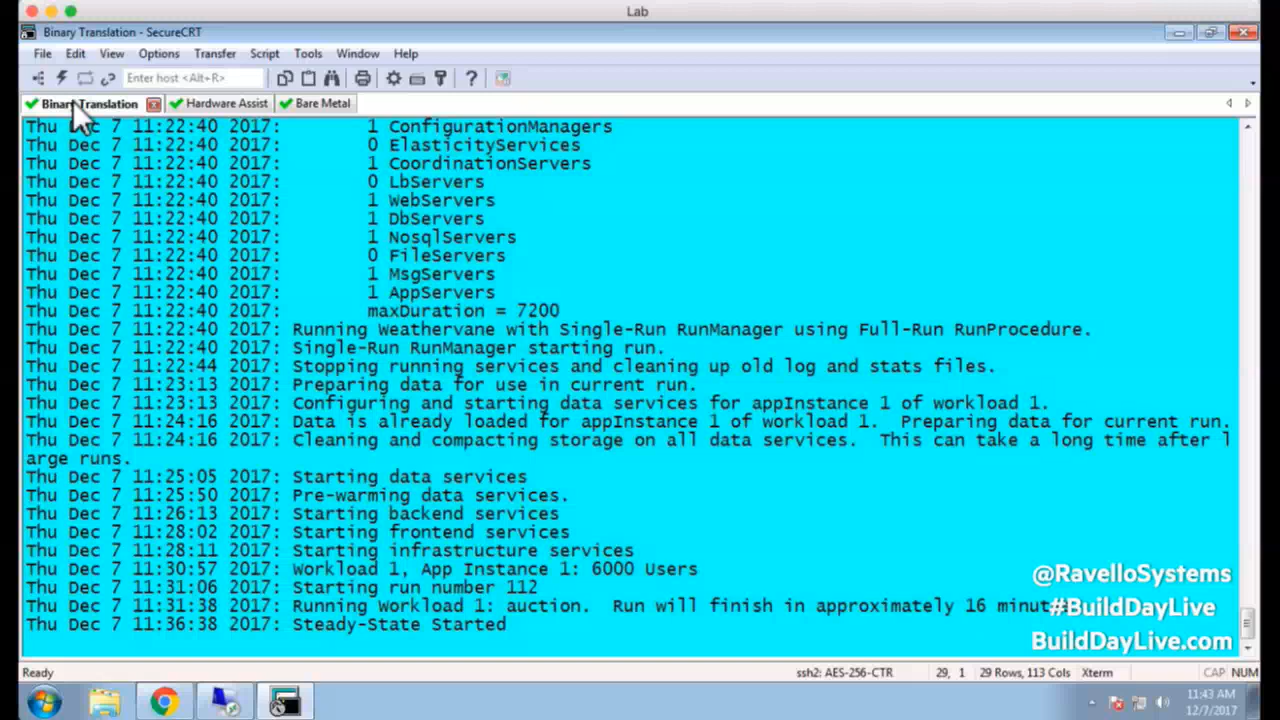 Lab
Binary Translation - SecureCRT
File Edit View Options Transfer Script Tools Window Help
Enter host <Alt+R>
Binary Translation Hardware Assist Bare Metal
Thu Dec 7 11:22:40 2017: 1 ConfigurationManagers
Thu Dec 7 11:22:40 2017: 0 ElasticityServices
Thu Dec 7 11:22:40 2017: 1 CoordinationServers
Thu Dec 7 11:22:40 2017: 0 LbServers
Thu Dec 7 11:22:40 2017: 1 WebServers
Thu Dec 7 11:22:40 2017: 1 DbServers
Thu Dec 7 11:22:40 2017: 1 NosqlServers
Thu Dec 7 11:22:40 2017: 0 FileServers
Thu Dec 7 11:22:40 2017: 1 MsgServers
Thu Dec 7 11:22:40 2017: 1 AppServers
Thu Dec 7 11:22:40 2017: maxDuration = 7200
Thu Dec 7 11:22:40 2017: Running Weathervane with Single-Run RunManager using Full-Run RunProcedure.
Thu Dec 7 11:22:40 2017: Single-Run RunManager starting run.
Thu Dec 7 11:22:44 2017: Stopping running services and cleaning up old log and stats files.
Thu Dec 7 11:23:13 2017: Preparing data for use in current run.
Thu Dec 7 11:23:13 2017: Configuring and starting data services for appInstance 1 of workload 1.
Thu Dec 7 11:24:16 2017: Data is already loaded for appInstance 1 of workload 1. Preparing data for current run.
Thu Dec 7 11:24:16 2017: Cleaning and compacting storage on all data services. This can take a long time after l
arge runs.
Thu Dec 7 11:25:05 2017: Starting data services
Thu Dec 7 11:25:50 2017: Pre-warming data services.
Thu Dec 7 11:26:13 2017: Starting backend services
Thu Dec 7 11:28:02 2017: Starting frontend services
Thu Dec 7 11:28:11 2017: Starting infrastructure services
Thu Dec 7 11:30:57 2017: Workload 1, App Instance 1: 6000 Users
Thu Dec 7 11:31:06 2017: Starting run number 112
Thu Dec 7 11:31:38 2017: Running Workload 1: auction. Run will finish in approximately 16 minut
Thu Dec 7 11:36:38 2017: Steady-State Started
@RavelloSystems
#BuildDayLive
BuildDayLive.com
Ready ssh2: AES-256-CTR 29, 1 29 Rows, 113 Cols Xterm CAP NUM
11:43 AM
12/7/2017